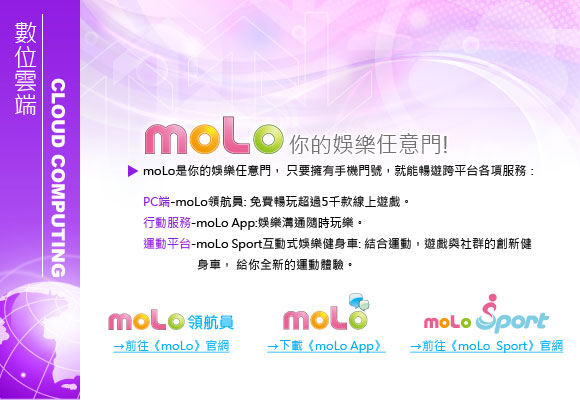 數位雲端
CLOUD COMPUTING
moLo 你的娛樂任意門!
moLo是你的娛樂任意門， 只要擁有手機門號，就能暢遊跨平台各項服務：
PC端-moLo領航員: 免費暢玩超過5千款線上遊戲。
行動服務-moLo App:娛樂溝通隨時玩樂。
運動平台-moLo Sport互動式娛樂健身車: 結合運動，遊戲與社群的創新健
身車， 給你全新的運動體驗。
moLo 領航員
→前往《moLo》官網
moLo
→下載《moLo App》
moLo Sport
→前往《moLo Sport》官網